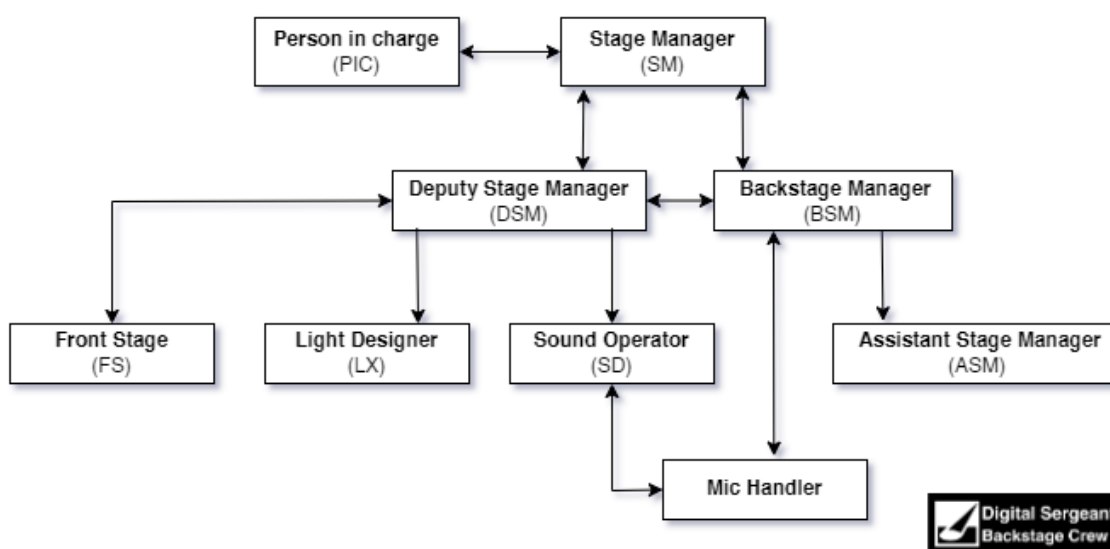 Person in charge
(PIC)
Stage Manager
(SM)
Deputy Stage Manager
(DSM)
Backstage Manager
(BSM)
Front Stage
(FS)
Light Designer
(LX)
Sound Operator
(SD)
Assistant Stage Manager
(ASM)
Mic Handler
Digital Sergean
Backstage Crew